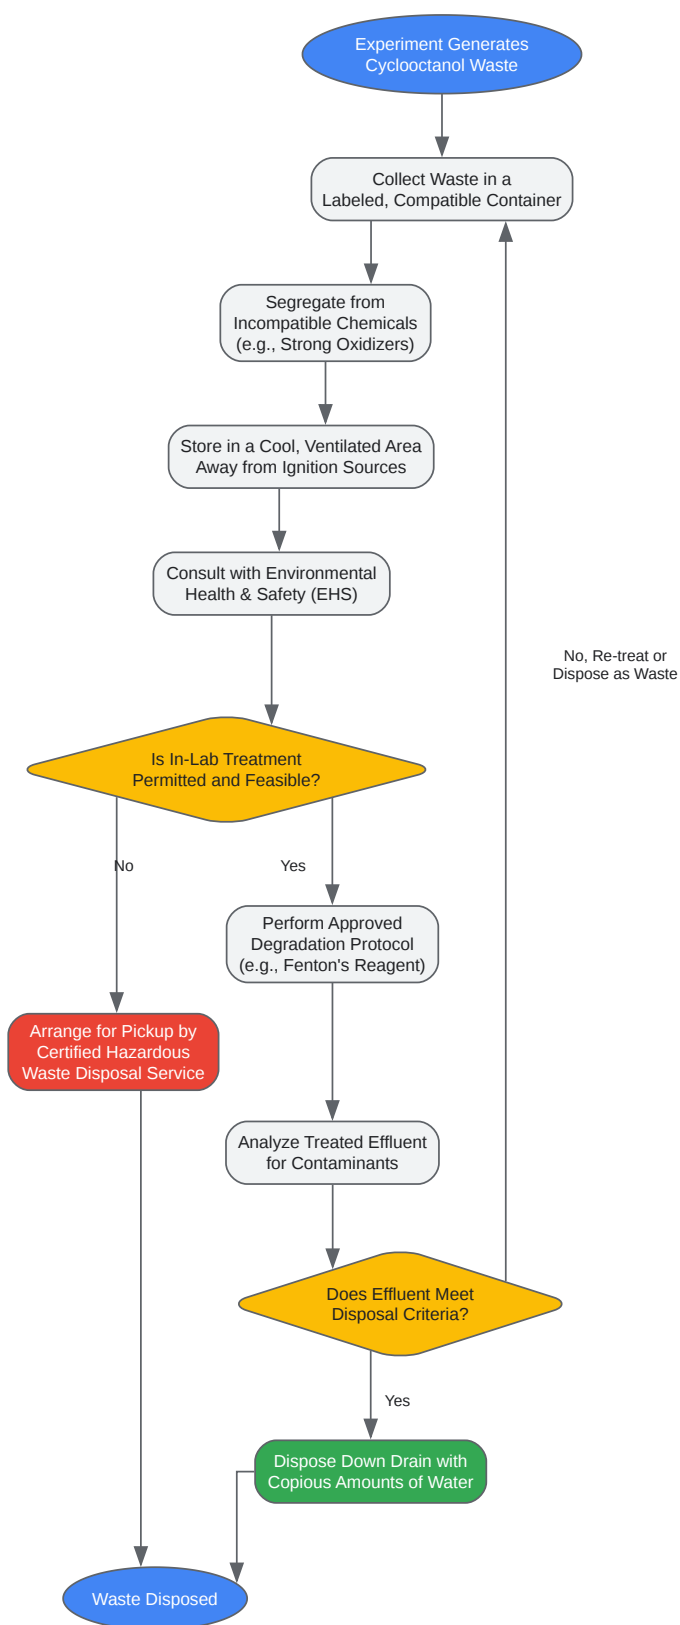 Experiment Generates
Cyclooctanol Waste
Collect Waste in a
Labeled, Compatible Container
Segregate from
Incompatible Chemicals
(e.g., Strong Oxidizers)
Store in a Cool, Ventilated Area
Away from Ignition Sources
Consult with Environmental
Health & Safety (EHS)
No, Re-treat or
Dispose as Waste
Is In-Lab Treatment
Permitted and Feasible?
No
Yes
Perform Approved
Degradation Protocol
(e.g., Fenton's Reagent)
Arrange for Pickup by
Certified Hazardous
Waste Disposal Service
Analyze Treated Effluent
for Contaminants
Does Effluent Meet
Disposal Criteria?
Yes
Dispose Down Drain with
Copious Amounts of Water
Waste Disposed